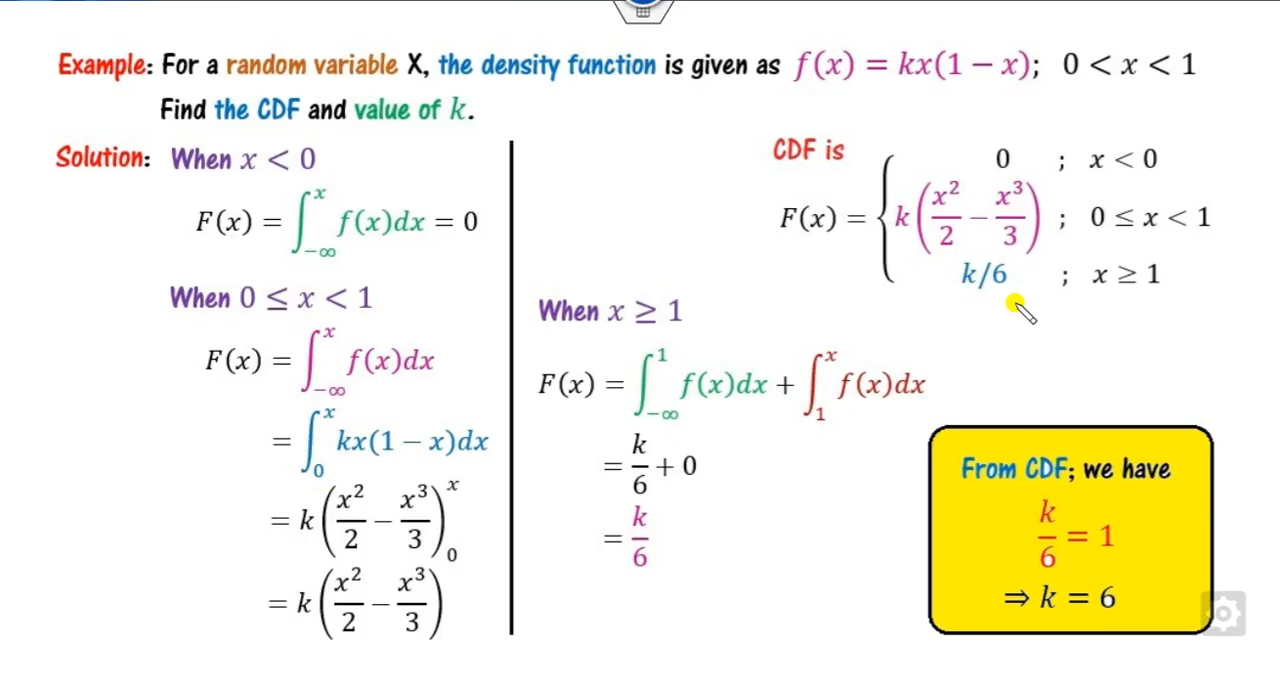 Example: For a random variable X, the density function is given as f(x) = kx(1 − x); 0 < x < 1
Find the CDF and value of k.
Solution: When x < 0
F(x) = ∫_{−∞}^{x} f(x)dx = 0
When 0 ≤ x < 1
F(x) = ∫_{−∞}^{x} f(x)dx
= ∫_{0}^{x} kx(1 − x)dx
= k(x²/2 − x³/3)_{0}^{x}
= k(x²/2 − x³/3)
When x ≥ 1
F(x) = ∫_{−∞}^{1} f(x)dx + ∫_{1}^{x} f(x)dx
= k/6 + 0
= k/6
CDF is
F(x) = { 0 ; x < 0
k(x²/2 − x³/3) ; 0 ≤ x < 1
k/6 ; x ≥ 1
From CDF; we have
k/6 = 1
⇒ k = 6